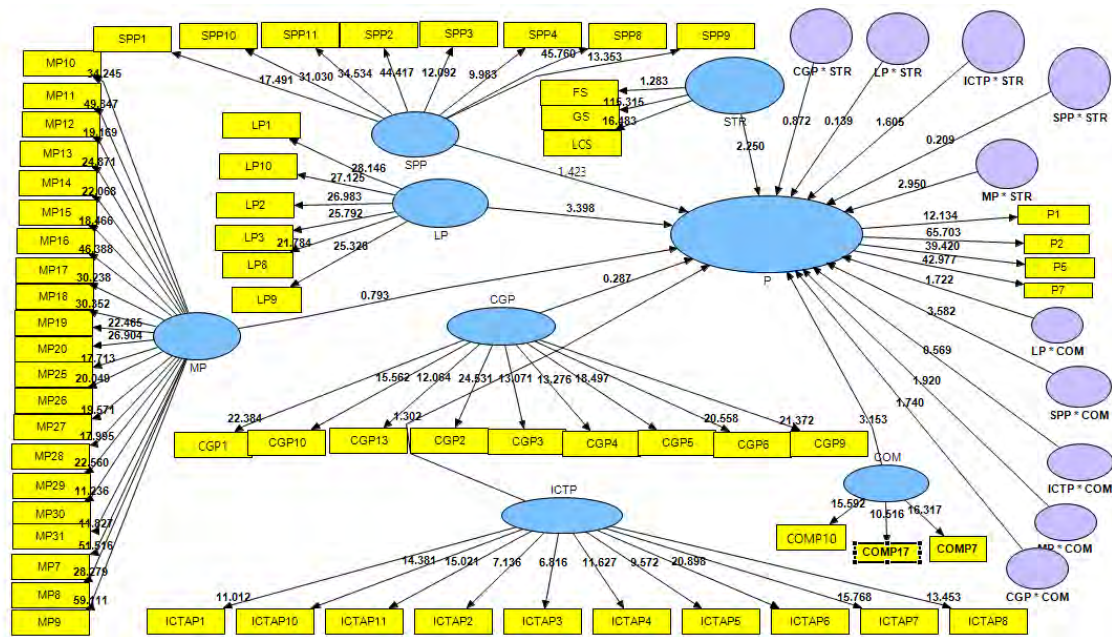 SPP1
SPP10
SPP11
SPP2
SPP3
SPP4
SPP8
SPP9
17.491
31.030
34.534
44.417
12.092
9.983
45.760
13.353
SPP
MP10
34.245
MP11
49.847
MP12
19.169
MP13
24.871
MP14
22.068
MP15
18.466
MP16
46.388
MP17
30.238
MP18
30.352
MP19
22.465
MP20
26.904
MP25
17.713
MP26
20.049
MP27
19.571
MP28
17.995
MP29
22.560
MP30
11.236
MP31
11.827
MP7
51.516
MP8
28.279
MP9
59.111
MP
LP1
LP10
LP2
LP3
LP8
LP9
28.146
27.125
26.983
25.792
21.784
25.328
LP
FS
GS
LCS
1.283
115.315
16.483
STR
2.250
1.423
3.398
0.793
0.287
1.302
3.153
CGP * STR
LP * STR
ICTP * STR
SPP * STR
MP * STR
0.872
0.139
1.605
0.209
2.950
P
P1
P2
P5
P7
12.134
65.703
39.420
42.977
1.722
3.582
0.569
1.920
1.740
LP * COM
SPP * COM
ICTP * COM
MP * COM
CGP * COM
CGP
15.562
12.064
24.531
13.071
13.276
18.497
22.384
20.558
21.372
CGP1
CGP10
CGP13
CGP2
CGP3
CGP4
CGP5
CGP6
CGP9
COM
15.592
10.516
16.317
COMP10
COMP17
COMP7
ICTP
14.381
15.021
7.136
6.816
11.627
9.572
20.898
11.012
15.768
13.453
ICTAP1
ICTAP10
ICTAP11
ICTAP2
ICTAP3
ICTAP4
ICTAP5
ICTAP6
ICTAP7
ICTAP8